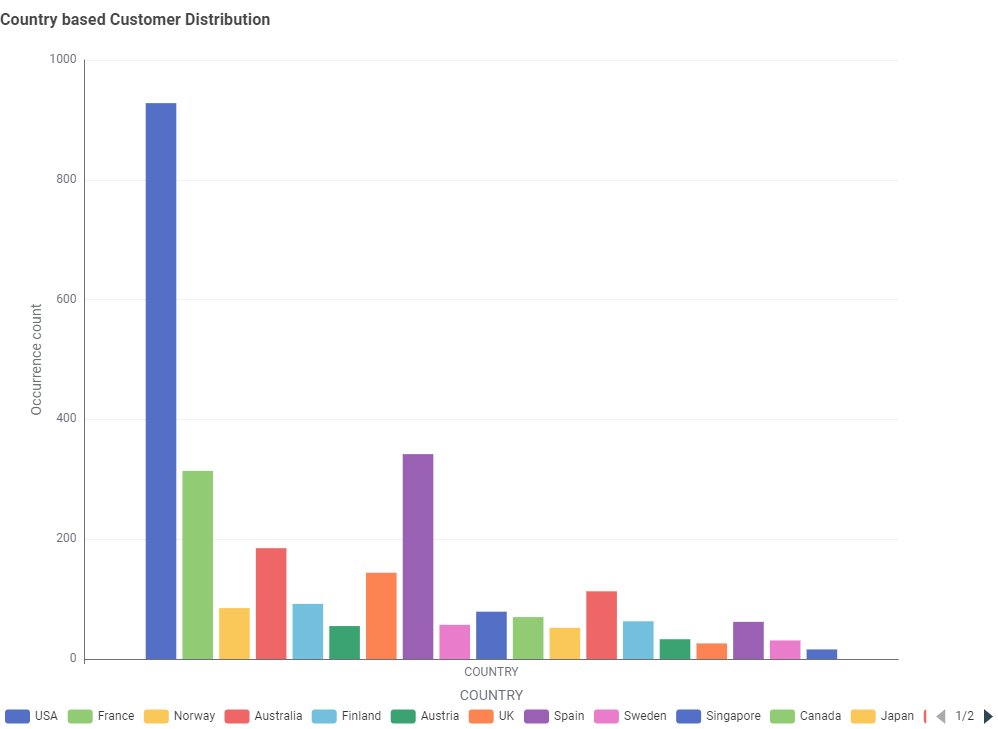 Country based Customer Distribution
1000
800
600
400
200
0
Occurrence count
COUNTRY
COUNTRY
USA France Norway Australia Finland Austria UK Spain Sweden Singapore Canada Japan 1/2